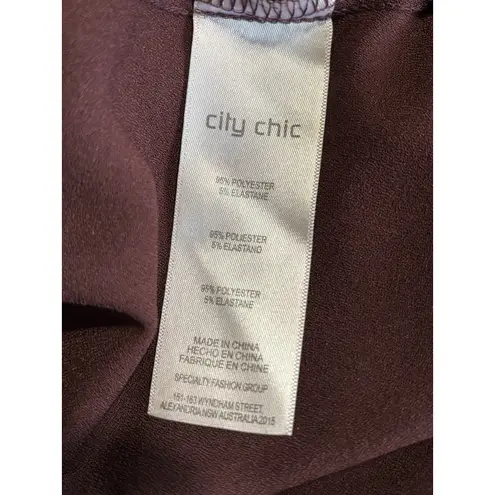 city chic
95% POLYESTER
5% ELASTANE
95% POLIESTER
5% ELASTANO
95% POLYESTER
5% ELASTANE
MADE IN CHINA
HECHO EN CHINA
FABRIQUE EN CHINE
SPECIALTY FASHION GROUP
151-163 WYNDHAM STREET,
ALEXANDRIA NSW AUSTRALIA 2015